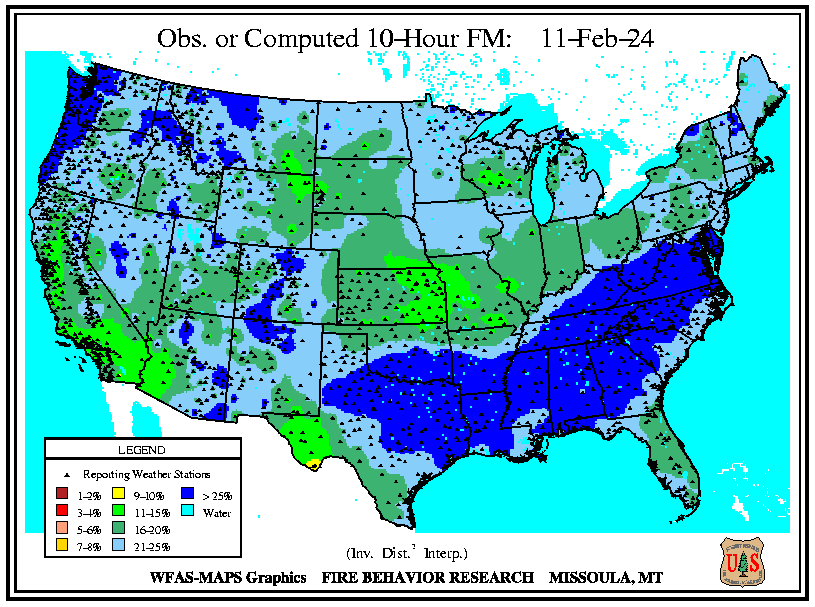 Obs. or Computed 10-Hour FM: 11-Feb-24
LEGEND
Reporting Weather Stations
1-2% 9-10% > 25%
3-4% 11-15% Water
5-6% 16-20%
7-8% 21-25%
(Inv. Dist.² Interp.)
WFAS-MAPS Graphics FIRE BEHAVIOR RESEARCH MISSOULA, MT
U S